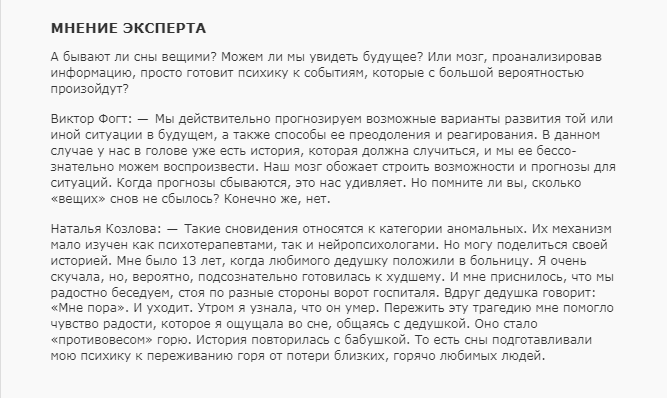 МНЕНИЕ ЭКСПЕРТА
А бывают ли сны вещими? Можем ли мы увидеть будущее? Или мозг, проанализировав
информацию, просто готовит психику к событиям, которые с большой вероятностью
произойдут?
Виктор Фогт: — Мы действительно прогнозируем возможные варианты развития той или
иной ситуации в будущем, а также способы ее преодоления и реагирования. В данном
случае у нас в голове уже есть история, которая должна случиться, и мы ее бессо-
знательно можем воспроизвести. Наш мозг обожает строить возможности и прогнозы для
ситуаций. Когда прогнозы сбываются, это нас удивляет. Но помните ли вы, сколько
«вещих» снов не сбылось? Конечно же, нет.
Наталья Козлова: — Такие сновидения относятся к категории аномальных. Их механизм
мало изучен как психотерапевтами, так и нейропсихологами. Но могу поделиться своей
историей. Мне было 13 лет, когда любимого дедушку положили в больницу. Я очень
скучала, но, вероятно, подсознательно готовилась к худшему. И мне приснилось, что мы
радостно беседуем, стоя по разные стороны ворот госпиталя. Вдруг дедушка говорит:
«Мне пора». И уходит. Утром я узнала, что он умер. Пережить эту трагедию мне помогло
чувство радости, которое я ощущала во сне, общаясь с дедушкой. Оно стало
«противовесом» горю. История повторилась с бабушкой. То есть сны подготавливали
мою психику к переживанию горя от потери близких, горячо любимых людей.